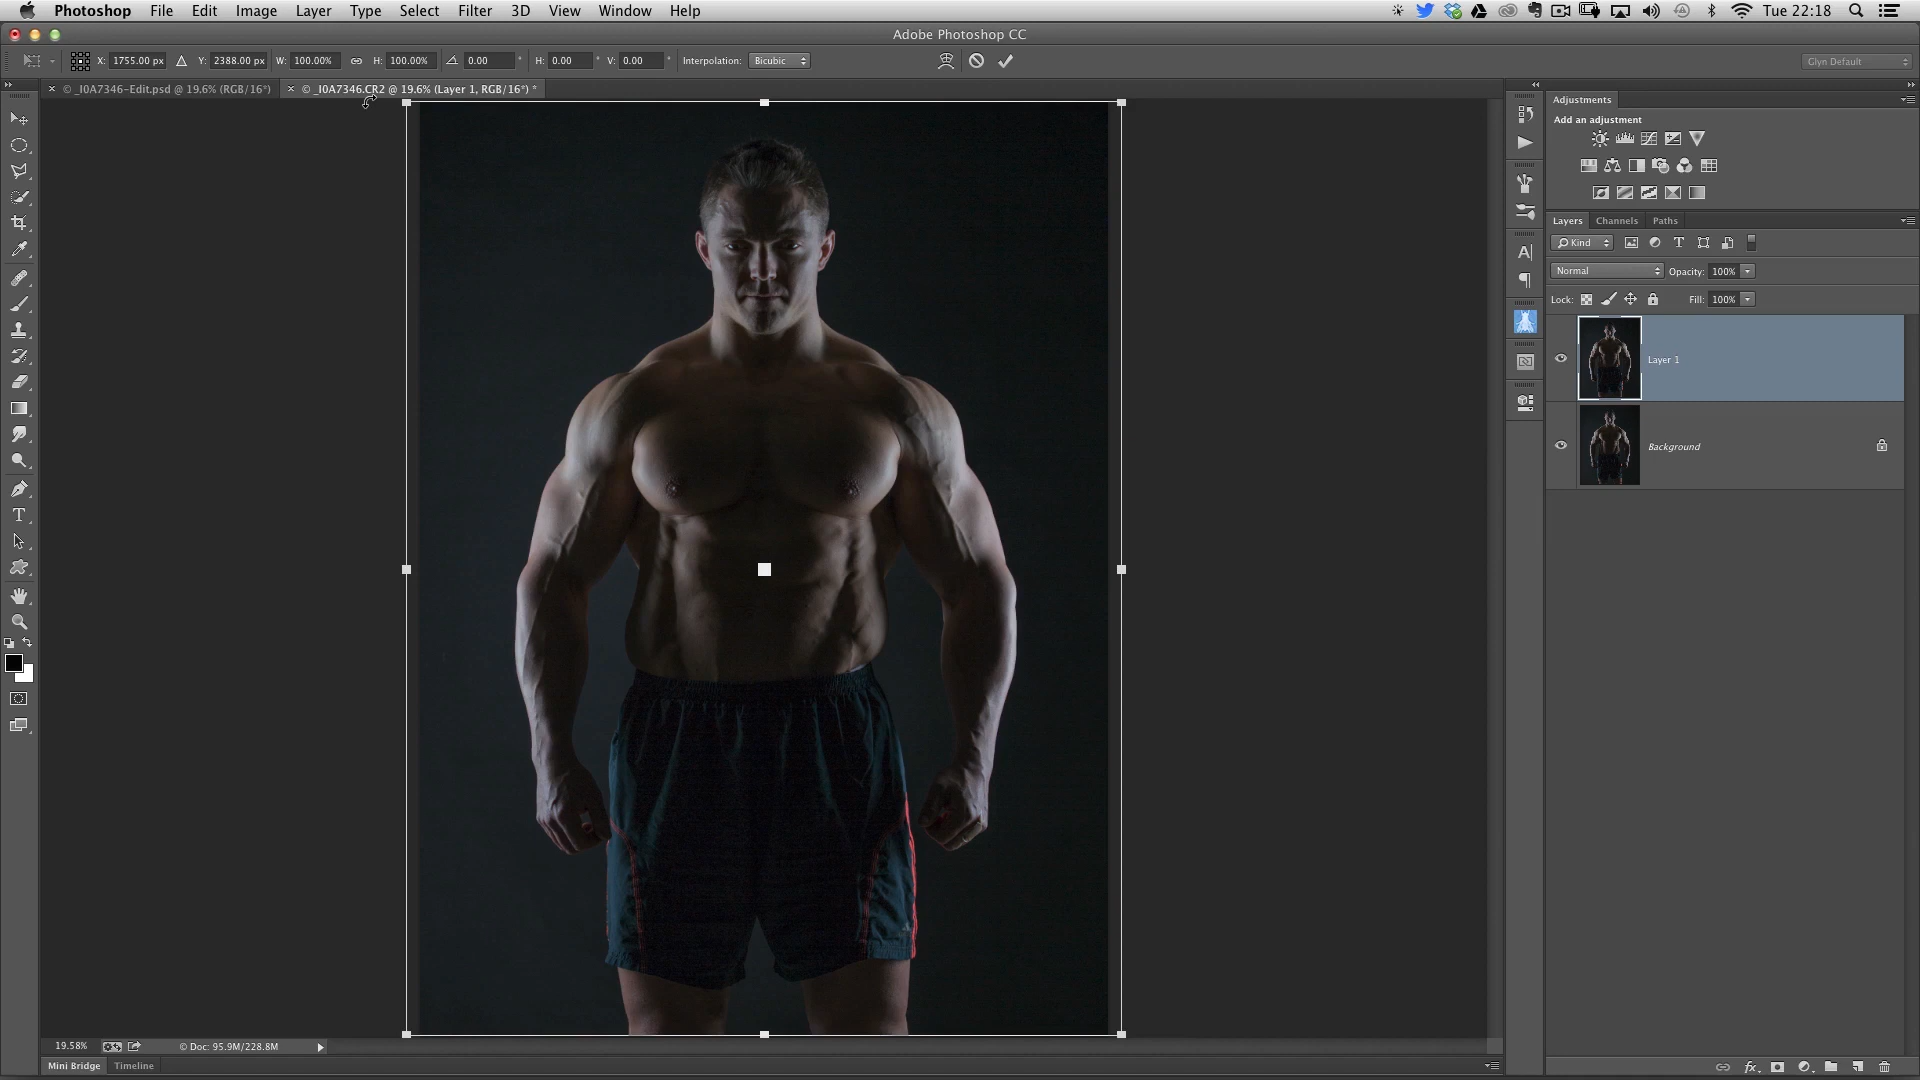 Photoshop File Edit Image Layer Type Select Filter 3D View Window Help Tue 22:18
Adobe Photoshop CC
X: 1755.00 px Y: 2388.00 px W: 100.00% H: 100.00% 0.00 ° H: 0.00 ° V: 0.00 ° Interpolation: Bicubic Glyn Default
× © _I0A7346-Edit.psd @ 19.6% (RGB/16*) × © _I0A7346.CR2 @ 19.6% (Layer 1, RGB/16*) *
Adjustments
Add an adjustment
Layers Channels Paths
Kind
Normal Opacity: 100%
Lock: Fill: 100%
Layer 1
Background
19.58% © Doc: 95.9M/228.8M
Mini Bridge Timeline